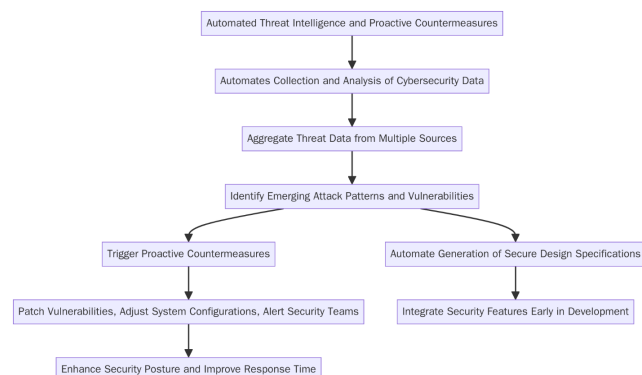 Automated Threat Intelligence and Proactive Countermeasures
Automates Collection and Analysis of Cybersecurity Data
Aggregate Threat Data from Multiple Sources
Identify Emerging Attack Patterns and Vulnerabilities
Trigger Proactive Countermeasures
Automate Generation of Secure Design Specifications
Patch Vulnerabilities, Adjust System Configurations, Alert Security Teams
Integrate Security Features Early in Development
Enhance Security Posture and Improve Response Time